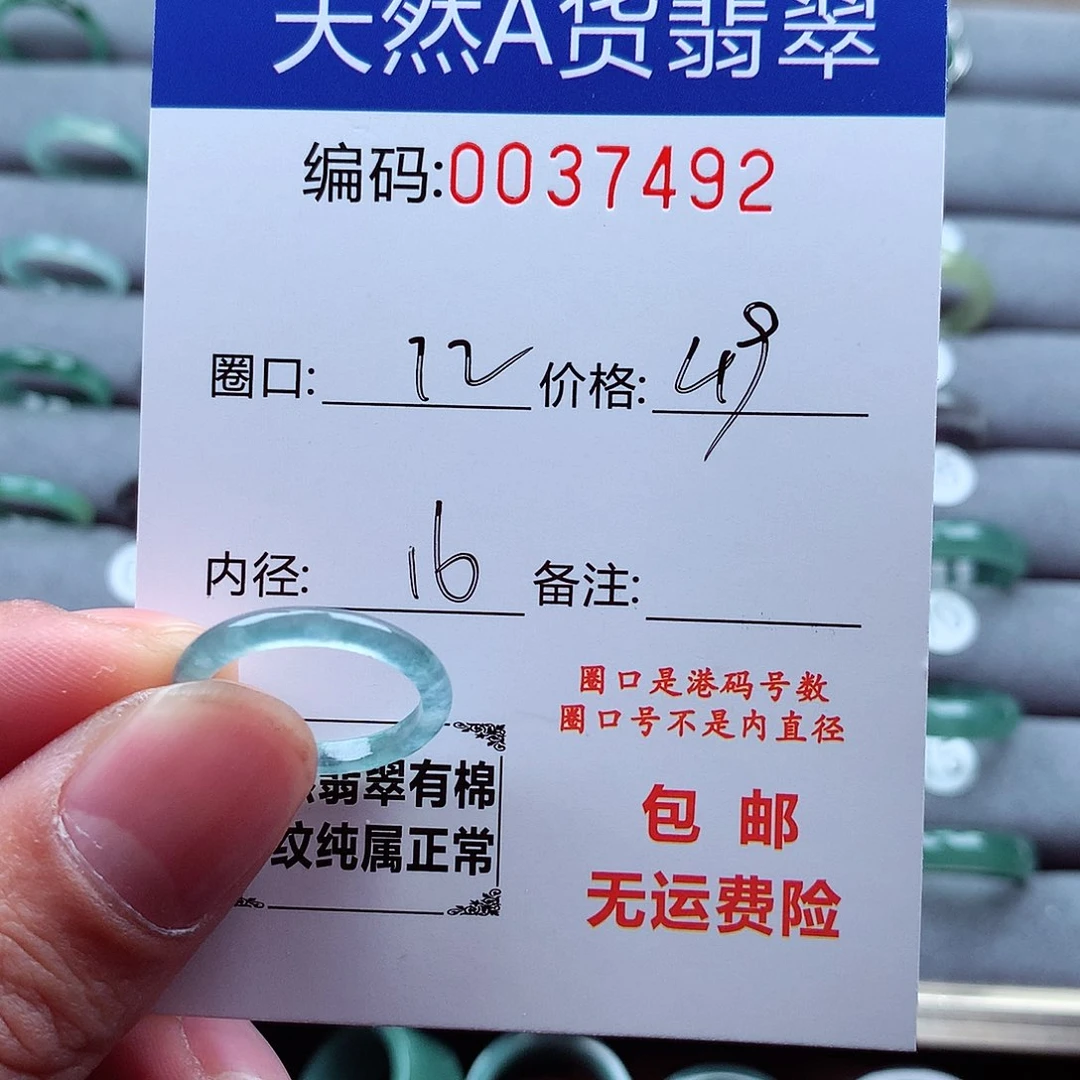 天然A货翡翠
编码:0037492
圈口: 12 价格: 49
内径: 16 备注:
圈口是港码号数
圈口号不是内直径
翡翠有棉
纹纯属正常
包邮
无运费险